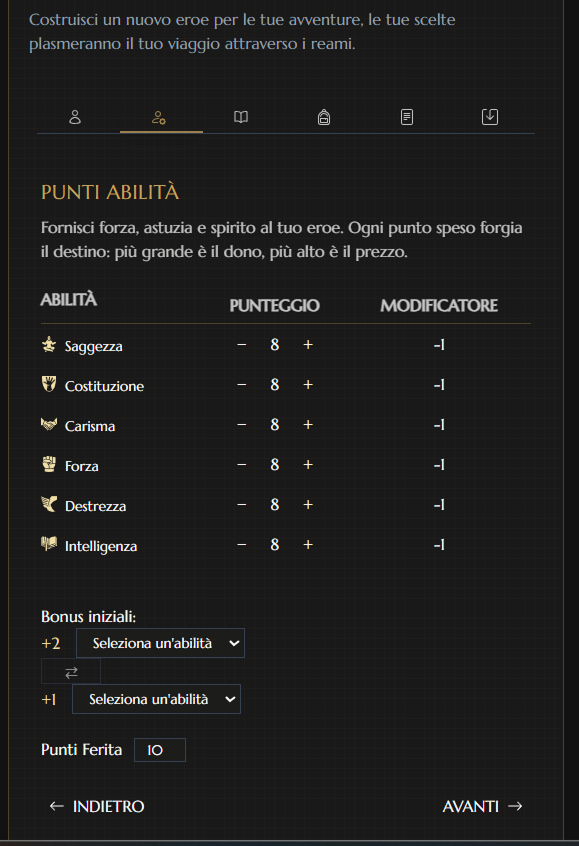 Costruisci un nuovo eroe per le tue avventure, le tue scelte
plasmeranno il tuo viaggio attraverso i reami.
PUNTI ABILITÀ
Fornisci forza, astuzia e spirito al tuo eroe. Ogni punto speso forgia
il destino: più grande è il dono, più alto è il prezzo.
ABILITÀ PUNTEGGIO MODIFICATORE
Saggezza − 8 + -1
Costituzione − 8 + -1
Carisma − 8 + -1
Forza − 8 + -1
Destrezza − 8 + -1
Intelligenza − 8 + -1
Bonus iniziali:
+2 Seleziona un'abilità
⇄
+1 Seleziona un'abilità
Punti Ferita 10
← INDIETRO AVANTI →